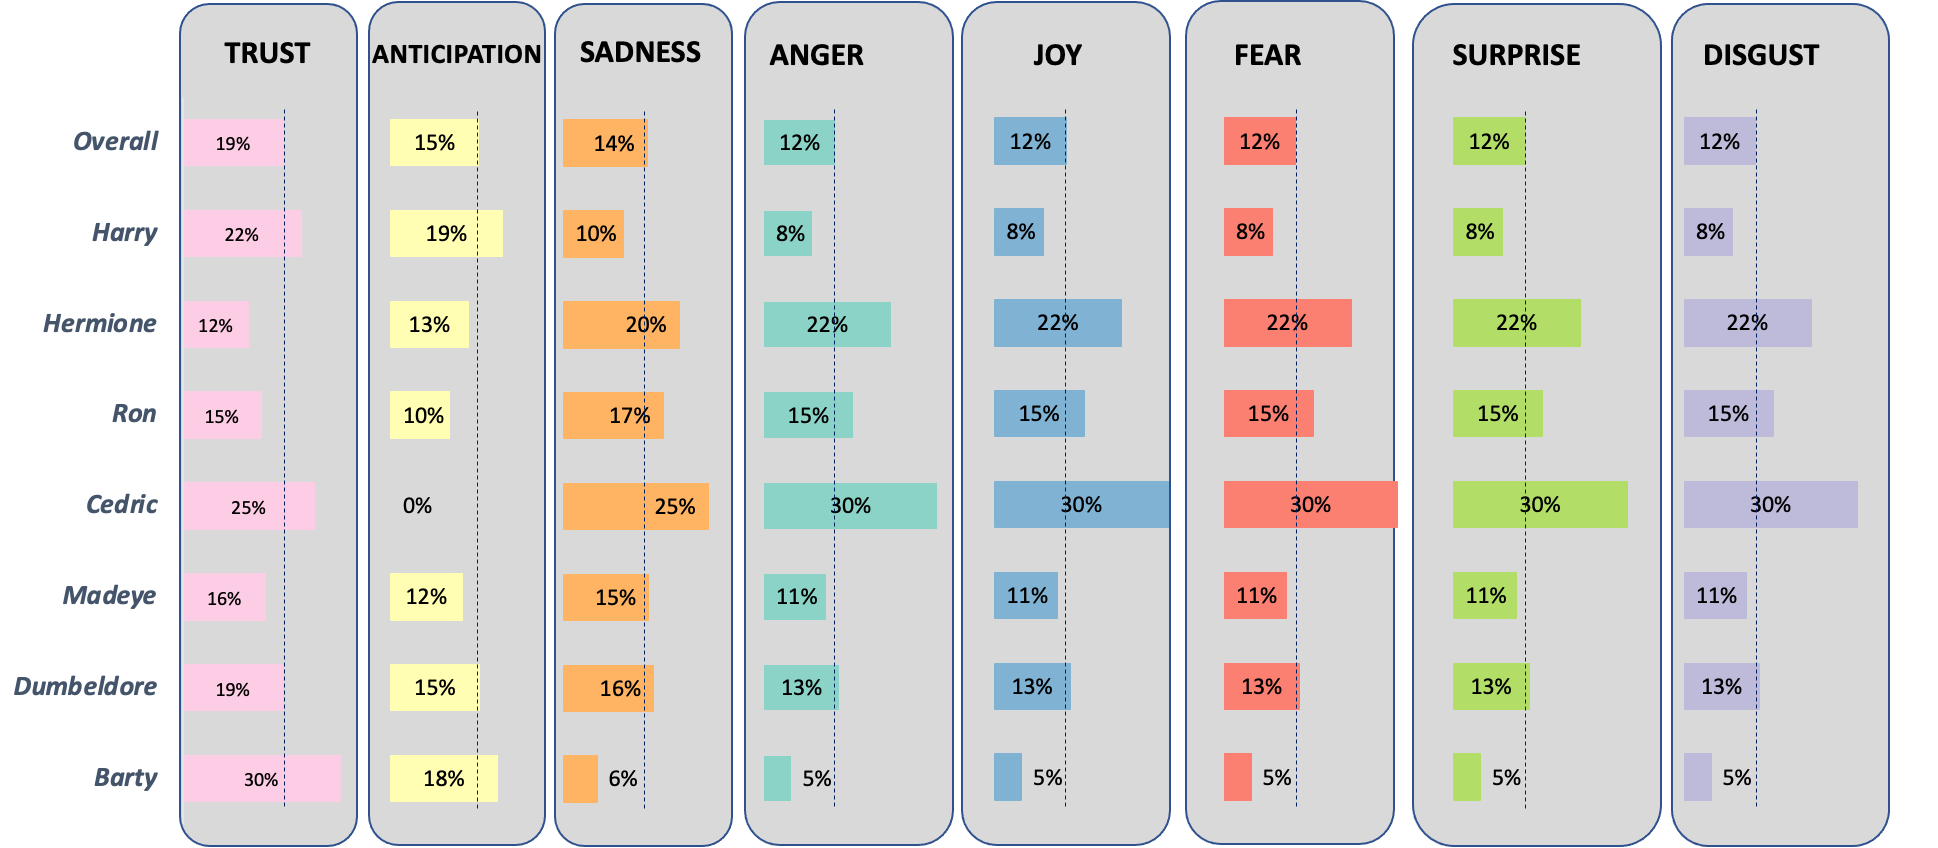 TRUST ANTICIPATION SADNESS ANGER JOY FEAR SURPRISE DISGUST
Overall 19% 15% 14% 12% 12% 12% 12% 12%
Harry 22% 19% 10% 8% 8% 8% 8% 8%
Hermione 12% 13% 20% 22% 22% 22% 22% 22%
Ron 15% 10% 17% 15% 15% 15% 15% 15%
Cedric 25% 0% 25% 30% 30% 30% 30% 30%
Madeye 16% 12% 15% 11% 11% 11% 11% 11%
Dumbeldore 19% 15% 16% 13% 13% 13% 13% 13%
Barty 30% 18% 6% 5% 5% 5% 5% 5%